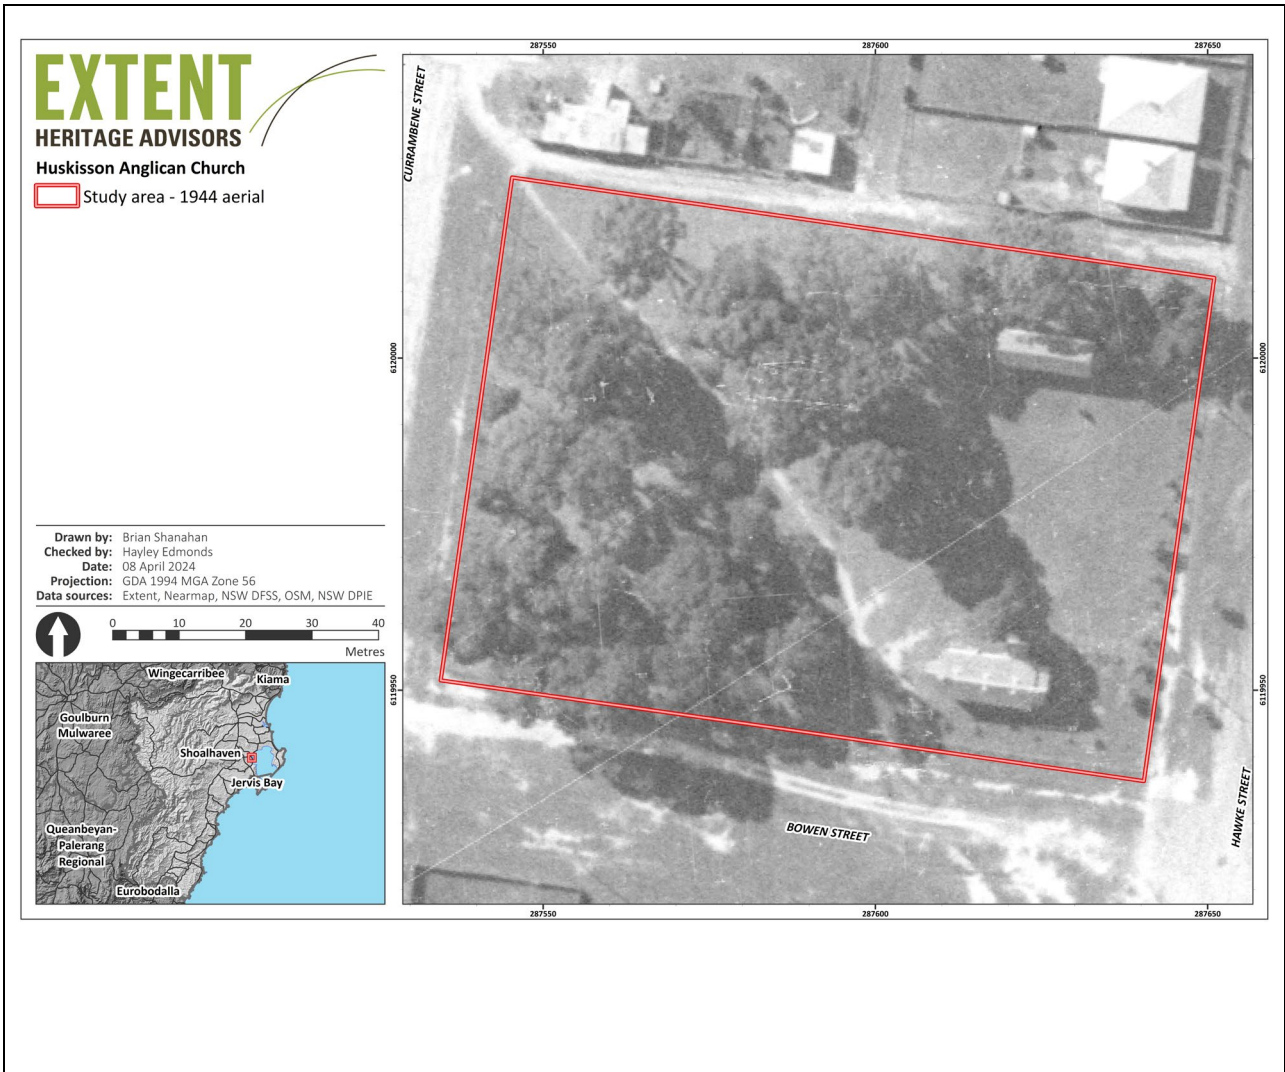 EXTENT
HERITAGE ADVISORS
Huskisson Anglican Church
Study area - 1944 aerial
Drawn by: Brian Shanahan
Checked by: Hayley Edmonds
Date: 08 April 2024
Projection: GDA 1994 MGA Zone 56
Data sources: Extent, Nearmap, NSW DFSS, OSM, NSW DPIE
0 10 20 30 40
Metres
Wingecarribee
Kiama
Goulburn
Mulwaree
Shoalhaven
Jervis Bay
Queanbeyan-
Palerang
Regional
Eurobodalla
287550 287600 287650
CURRAMBENE STREET
6120000 6120000
6119950 6119950
BOWEN STREET
HAWKE STREET
287550 287600 287650